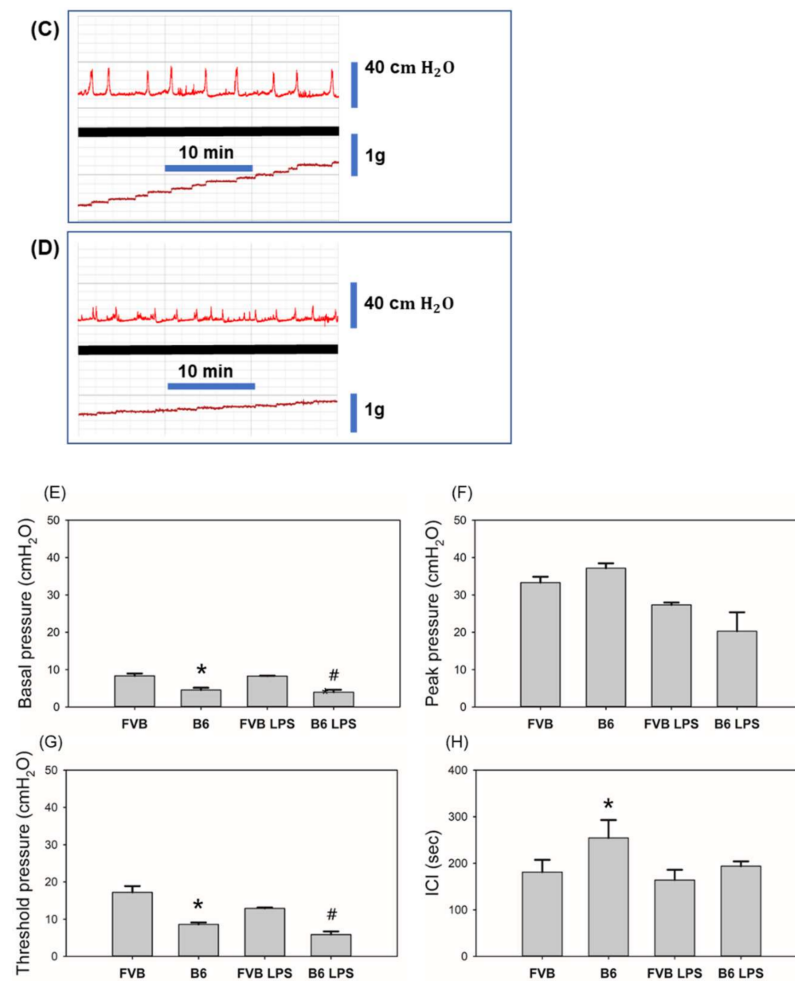 (C)
40 cm H₂O
10 min
1g
(D)
40 cm H₂O
10 min
1g
(E)
Basal pressure (cmH₂O)
50
40
30
20
10
0
*
#
*
FVB B6 FVB LPS B6 LPS
(F)
Peak pressure (cmH₂O)
50
40
30
20
10
0
FVB B6 FVB LPS B6 LPS
(G)
Threshold pressure (cmH₂O)
50
40
30
20
10
0
*
#
FVB B6 FVB LPS B6 LPS
(H)
ICI (sec)
400
300
200
100
0
*
FVB B6 FVB LPS B6 LPS